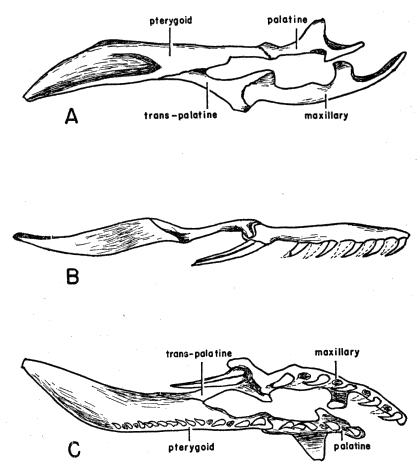 pterygoid palatine
trans-palatine maxillary
A
B
trans-palatine maxillary
pterygoid palatine
C